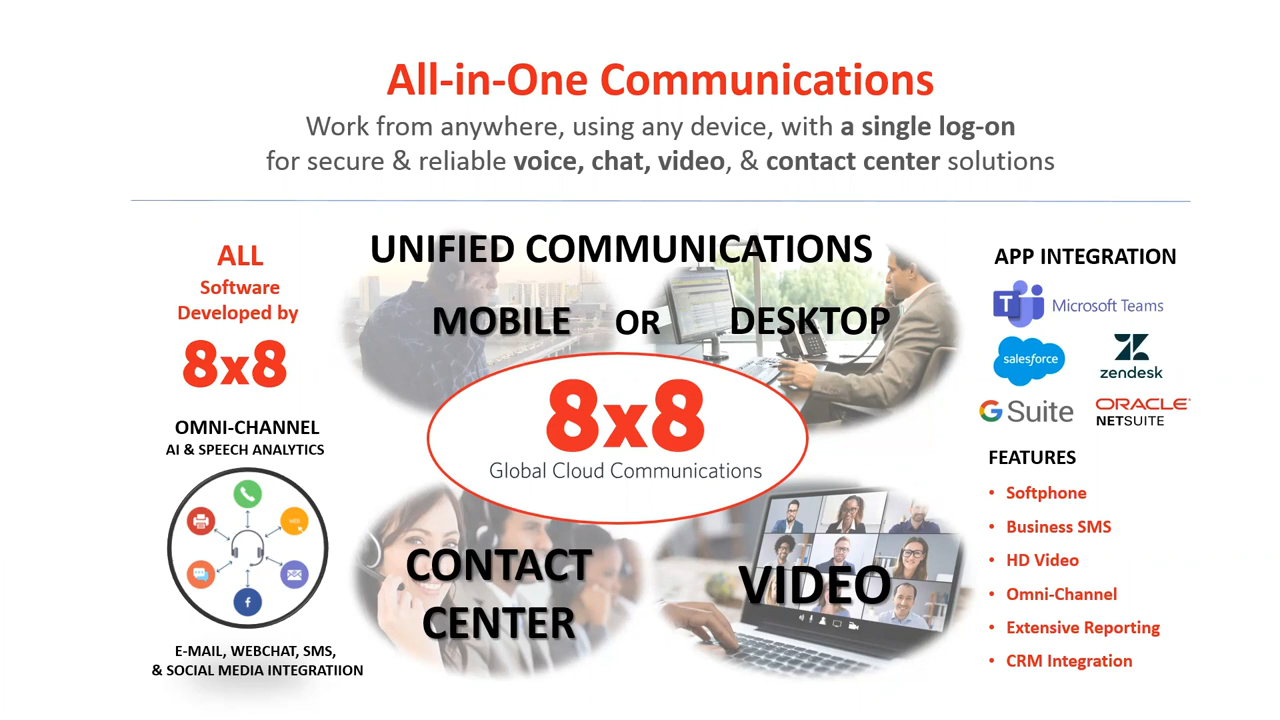 All-in-One Communications
Work from anywhere, using any device, with a single log-on
for secure & reliable voice, chat, video, & contact center solutions
ALL
Software
Developed by
8x8
OMNI-CHANNEL
AI & SPEECH ANALYTICS
E-MAIL, WEBCHAT, SMS,
& SOCIAL MEDIA INTEGRATIION
UNIFIED COMMUNICATIONS
MOBILE OR DESKTOP
8x8
Global Cloud Communications
CONTACT
CENTER
VIDEO
APP INTEGRATION
T Microsoft Teams
salesforce
zendesk
G Suite
ORACLE
NETSUITE
FEATURES
• Softphone
• Business SMS
• HD Video
• Omni-Channel
• Extensive Reporting
• CRM Integration